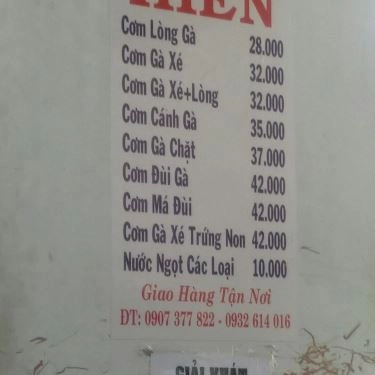 HIỀN
Cơm Lòng Gà 28.000
Cơm Gà Xé 32.000
Cơm Gà Xé+Lòng 32.000
Cơm Cánh Gà 35.000
Cơm Gà Chặt 37.000
Cơm Đùi Gà 42.000
Cơm Má Đùi 42.000
Cơm Gà Xé Trứng Non 42.000
Nước Ngọt Các Loại 10.000
Giao Hàng Tận Nơi
ĐT: 0907 377 822 - 0932 614 016
GIẢI KHÁT